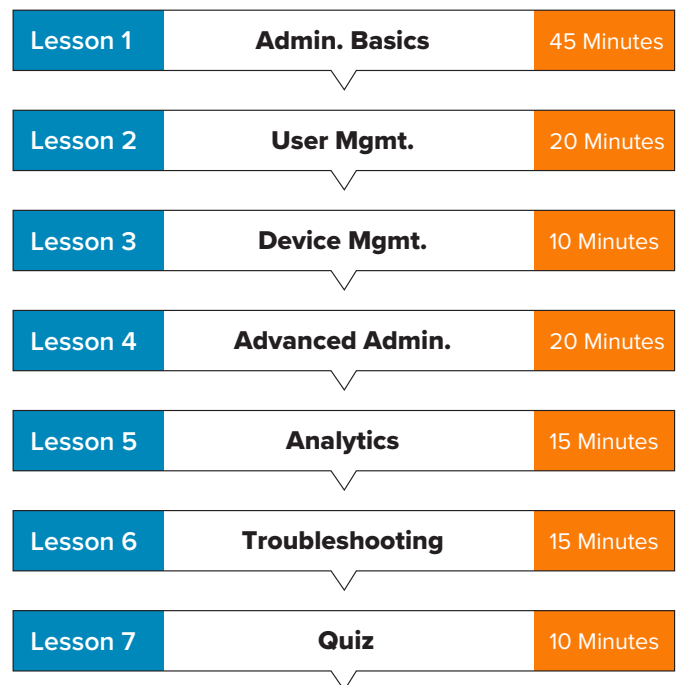 Lesson 1 Admin. Basics 45 Minutes
Lesson 2 User Mgmt. 20 Minutes
Lesson 3 Device Mgmt. 10 Minutes
Lesson 4 Advanced Admin. 20 Minutes
Lesson 5 Analytics 15 Minutes
Lesson 6 Troubleshooting 15 Minutes
Lesson 7 Quiz 10 Minutes